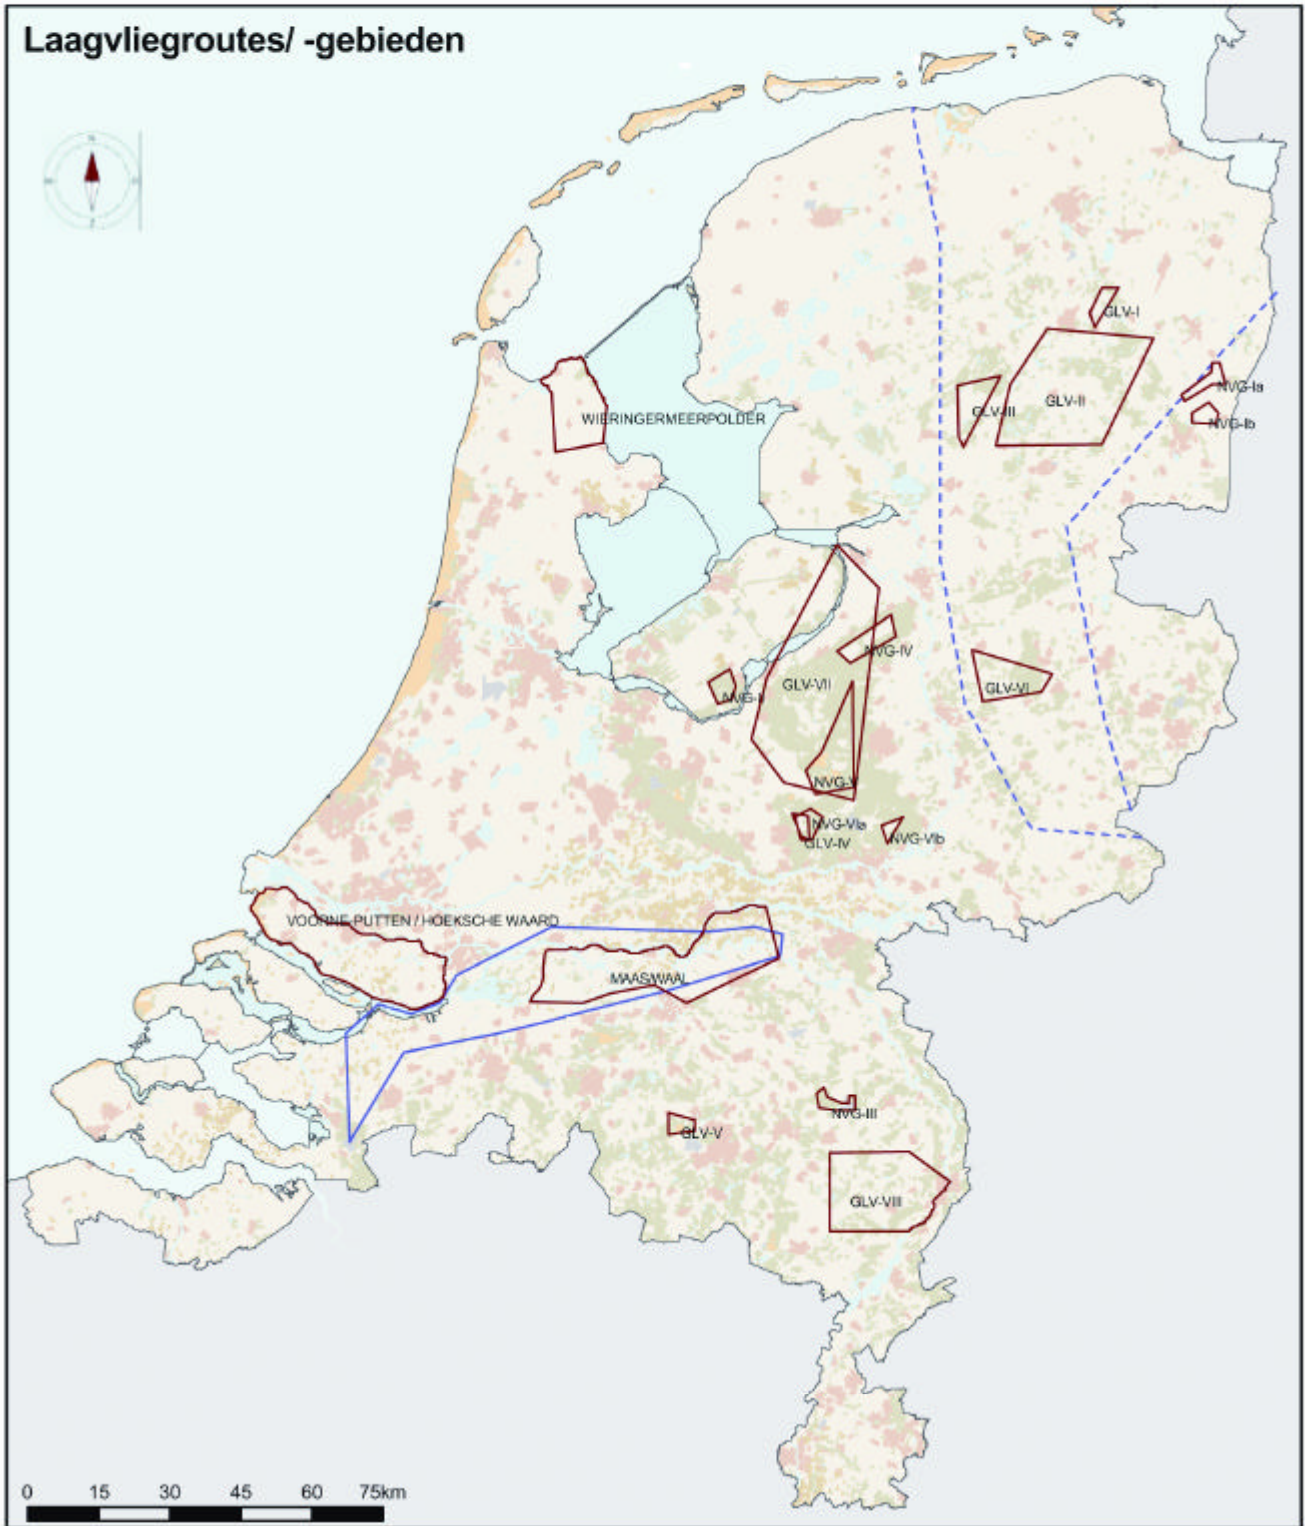 Laagvliegroutes/ -gebieden
GLV-I
NVG-Ia
GLV-II
GLV-III
WIERINGERMEERPOLDER
NVG-Ib
NVG-IV
GLV-VII
GLV-VI
NVG-V
NVG-VIa
NVG-VIb
GLV-IV
VOORNE-PUTTEN / HOEKSCHE WAARD
MAAS/WAAL
NVG-III
GLV-V
GLV-VIII
0 15 30 45 60 75km